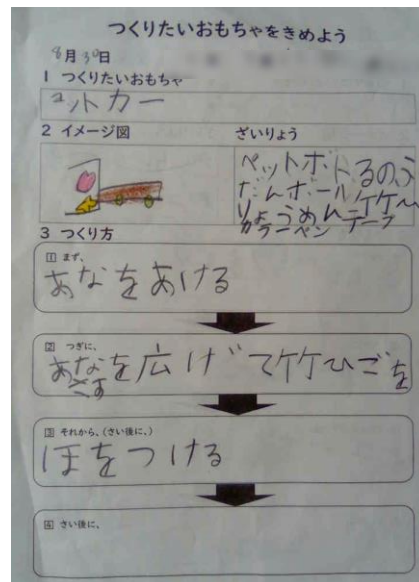 つくりたいおもちゃをきめよう
8月30日
1 つくりたいおもちゃ
ヨットカー
2 イメージ図
ざいりょう
ペットボトるのふ
だんボール 竹
りょうめんテープ
カラーペン
3 つくり方
1 まず、
あなをあける
2 つぎに、
あなを広げて竹ひごを
さす
3 それから、(さい後に、)
ほをつける
4 さい後に、